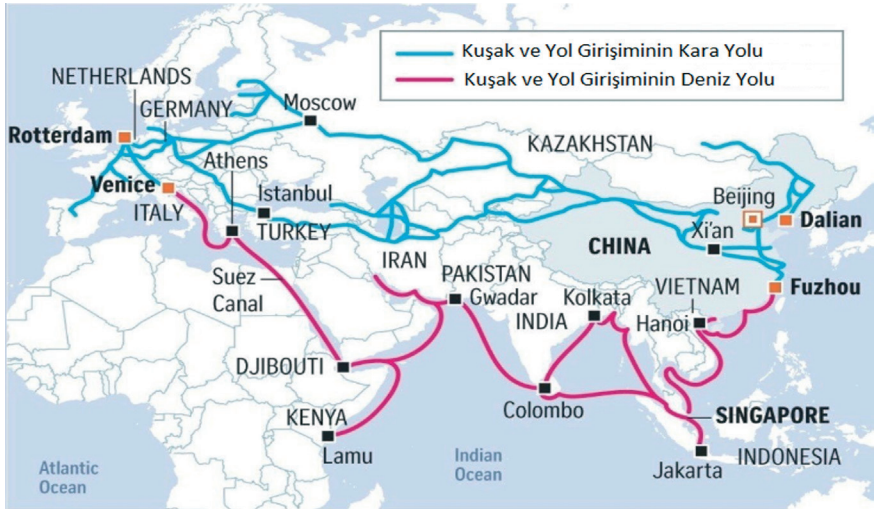 Kuşak ve Yol Girişiminin Kara Yolu
Kuşak ve Yol Girişiminin Deniz Yolu
NETHERLANDS
GERMANY
Moscow
Rotterdam
KAZAKHSTAN
Athens
Venice
Istanbul
Beijing
ITALY
TURKEY
Xi'an
Dalian
CHINA
IRAN
Suez
Canal
PAKISTAN
Gwadar
Kolkata
VIETNAM
Fuzhou
INDIA
Hanoi
DJIBOUTI
Colombo
SINGAPORE
KENYA
Lamu
Atlantic
Ocean
Indian
Ocean
Jakarta
INDONESIA